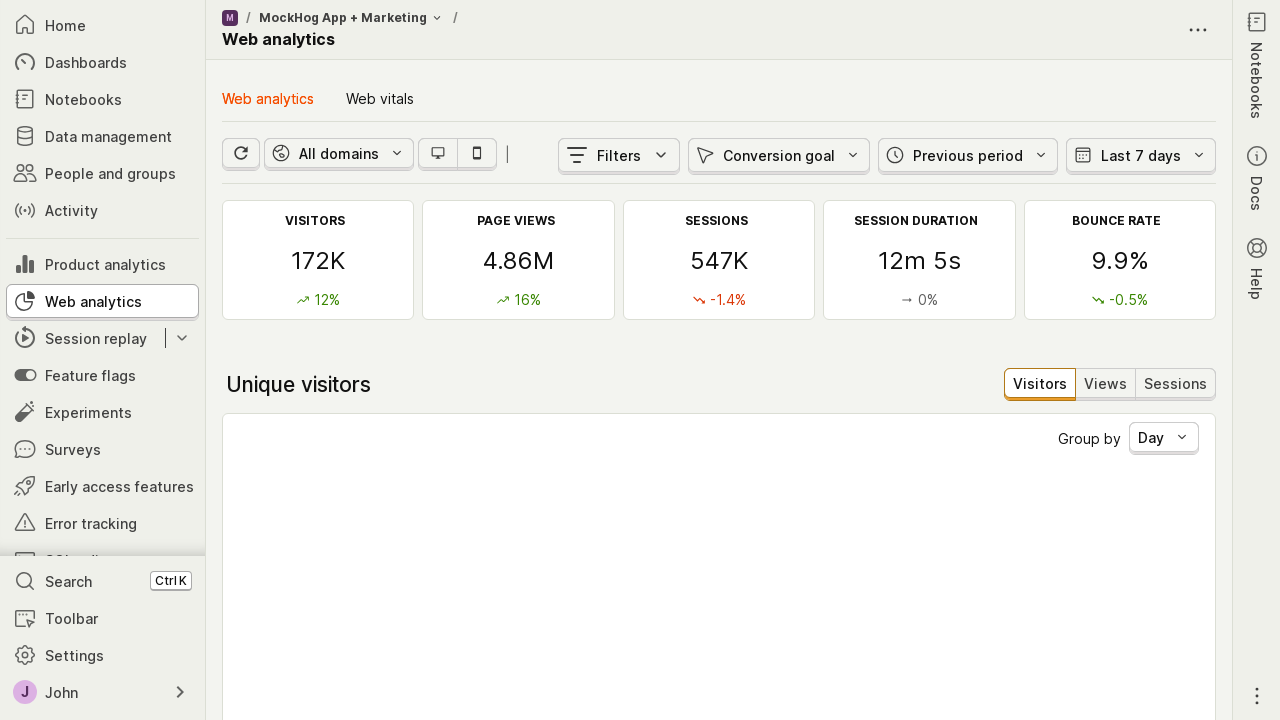 Home
Dashboards
Notebooks
Data management
People and groups
Activity
Product analytics
Web analytics
Session replay
Feature flags
Experiments
Surveys
Early access features
Error tracking
Search Ctrl K
Toolbar
Settings
J John
M / MockHog App + Marketing /
Web analytics
Web analytics Web vitals
All domains Filters Conversion goal Previous period Last 7 days
VISITORS PAGE VIEWS SESSIONS SESSION DURATION BOUNCE RATE
172K 4.86M 547K 12m 5s 9.9%
12% 16% -1.4% 0% -0.5%
Unique visitors Visitors Views Sessions
Group by Day
Notebooks
Docs
Help